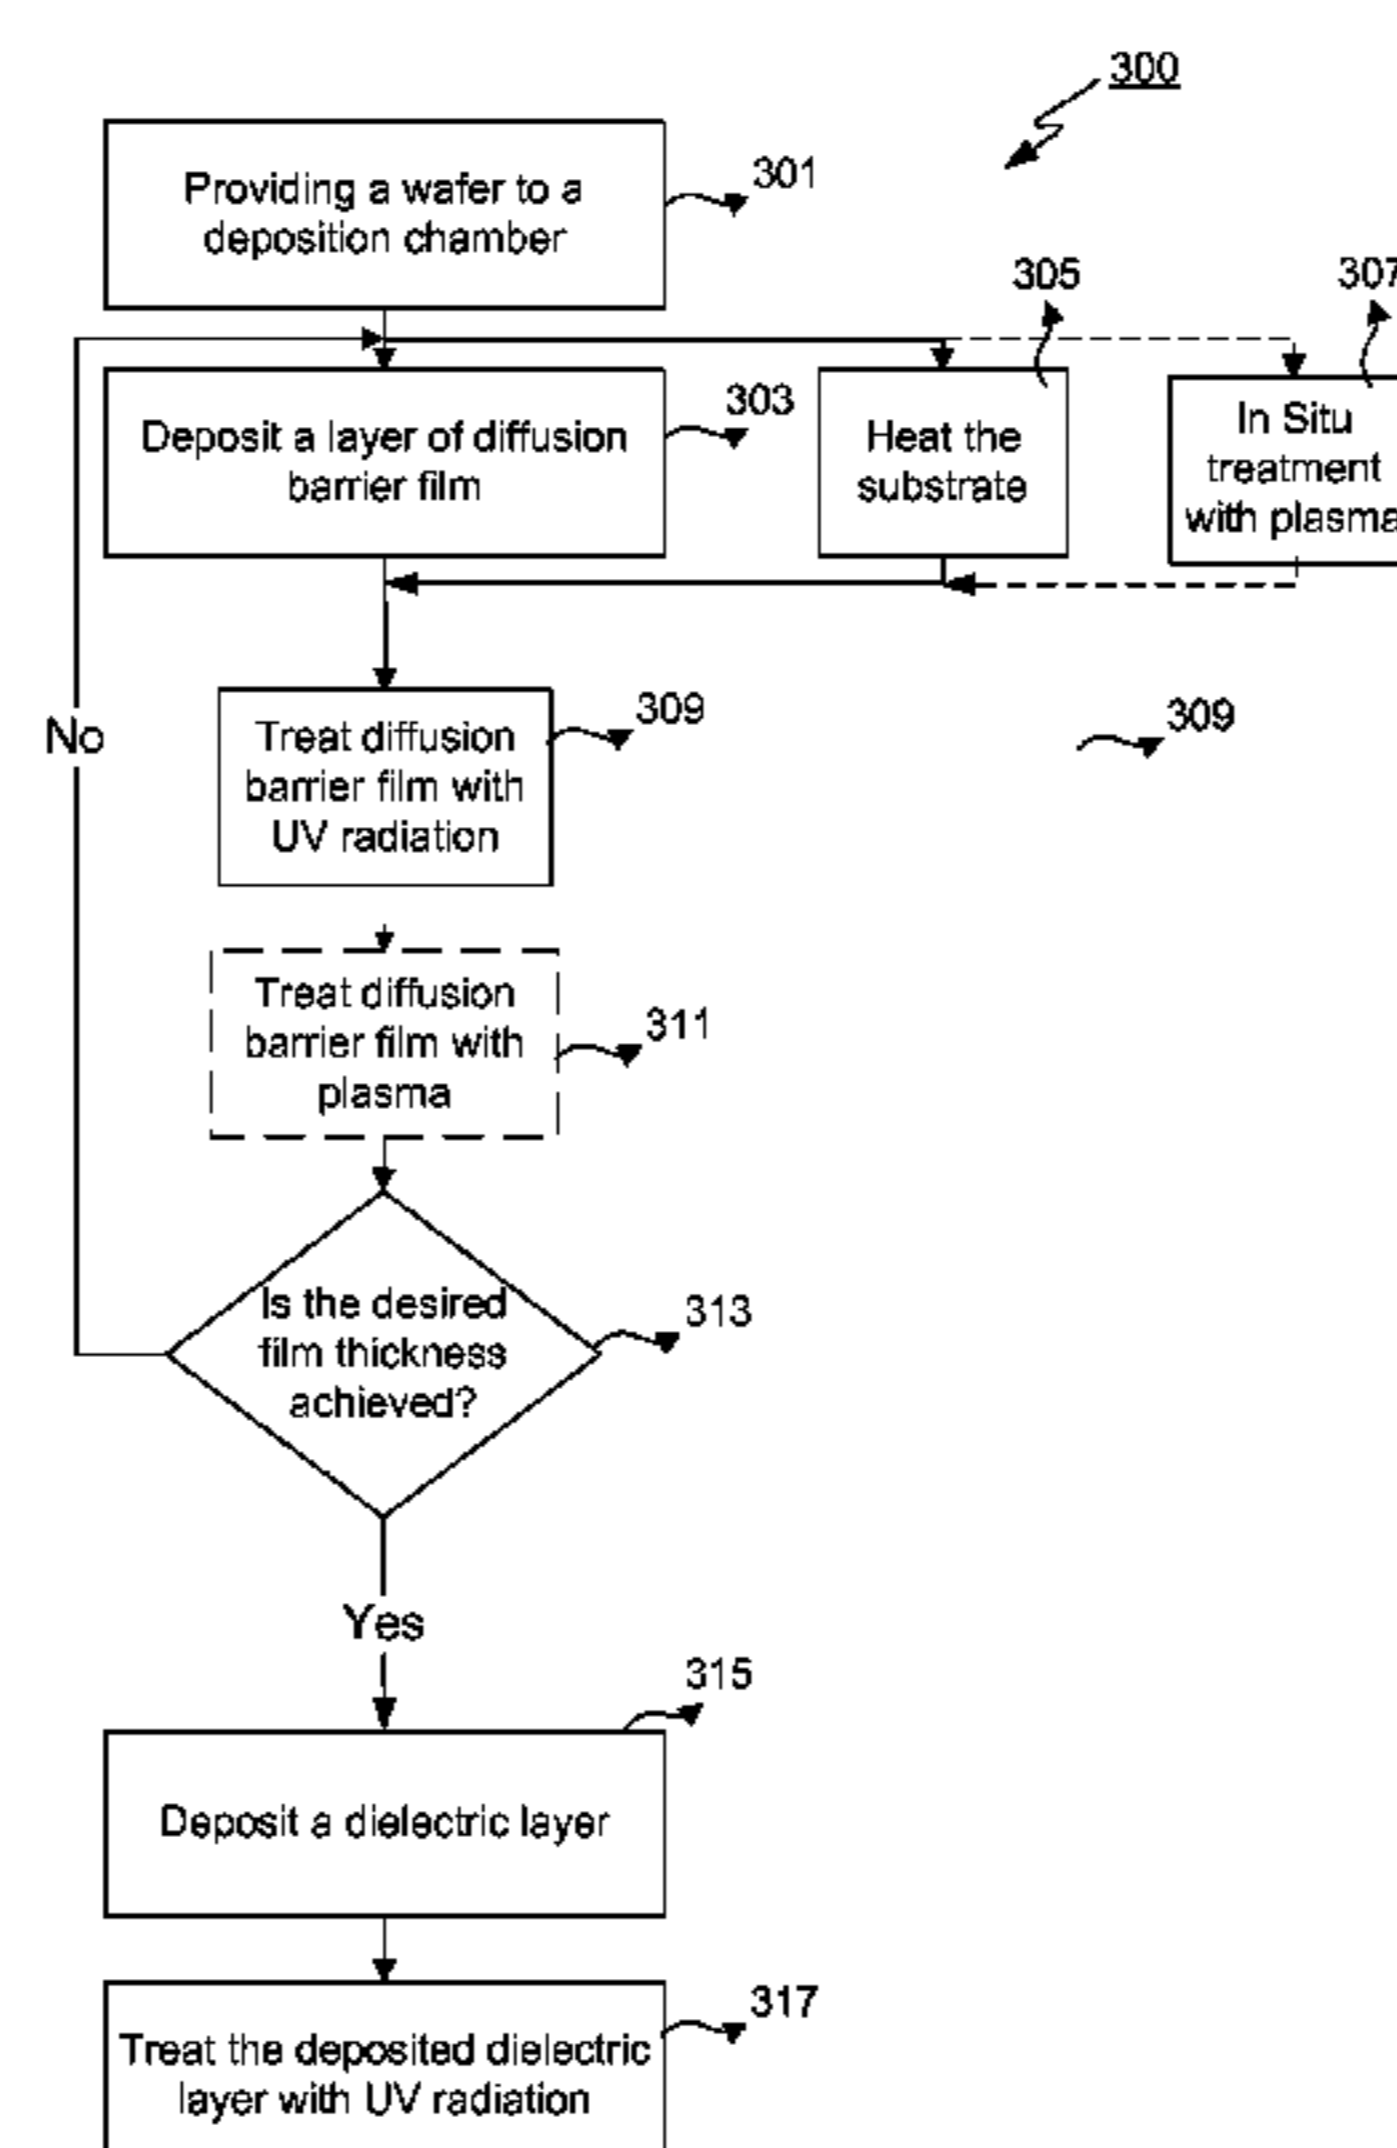 300
Providing a wafer to a
deposition chamber
301
305
307
Deposit a layer of diffusion
barrier film
303
Heat the
substrate
In Situ
treatment
with plasma
No
Treat diffusion
barrier film with
UV radiation
309
309
Treat diffusion
barrier film with
plasma
311
Is the desired
film thickness
achieved?
313
Yes
315
Deposit a dielectric layer
317
Treat the deposited dielectric
layer with UV radiation